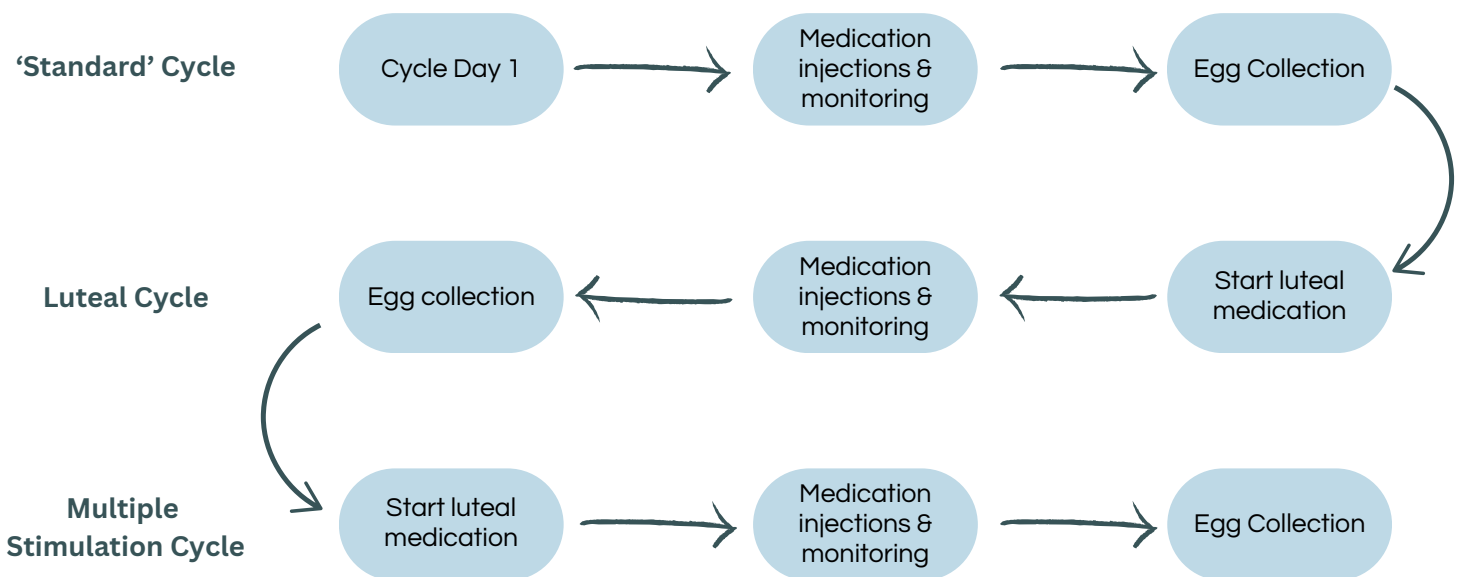 ‘Standard’ Cycle
Cycle Day 1
Medication
injections &
monitoring
Egg Collection
Luteal Cycle
Egg collection
Medication
injections &
monitoring
Start luteal
medication
Multiple
Stimulation Cycle
Start luteal
medication
Medication
injections &
monitoring
Egg Collection